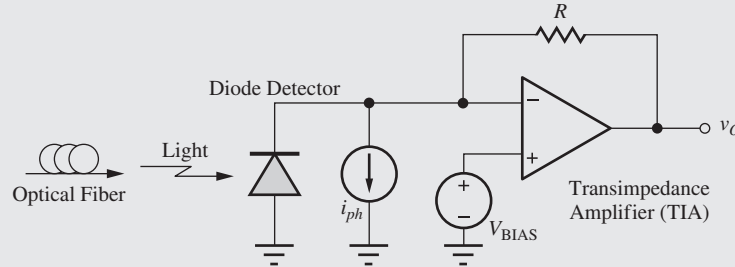 R
Diode Detector
Light
Optical Fiber
i_ph
−
+
+
−
V_BIAS
v_O
Transimpedance
Amplifier (TIA)